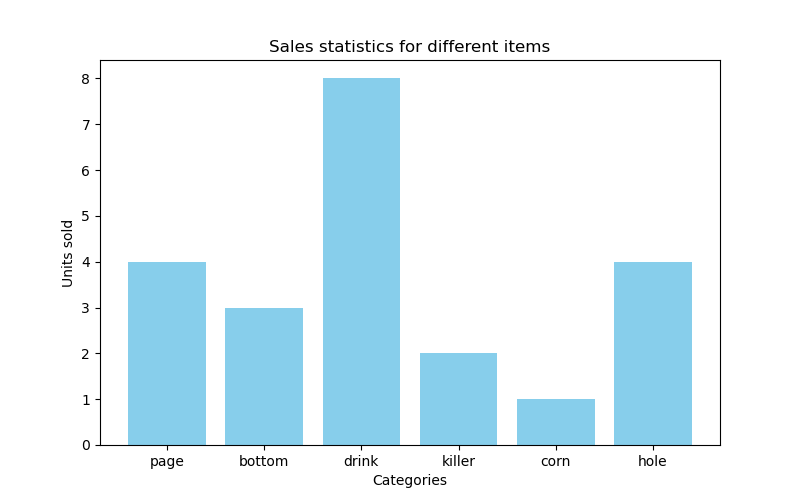 Sales statistics for different items
Units sold
8
7
6
5
4
3
2
1
0
page bottom drink killer corn hole
Categories